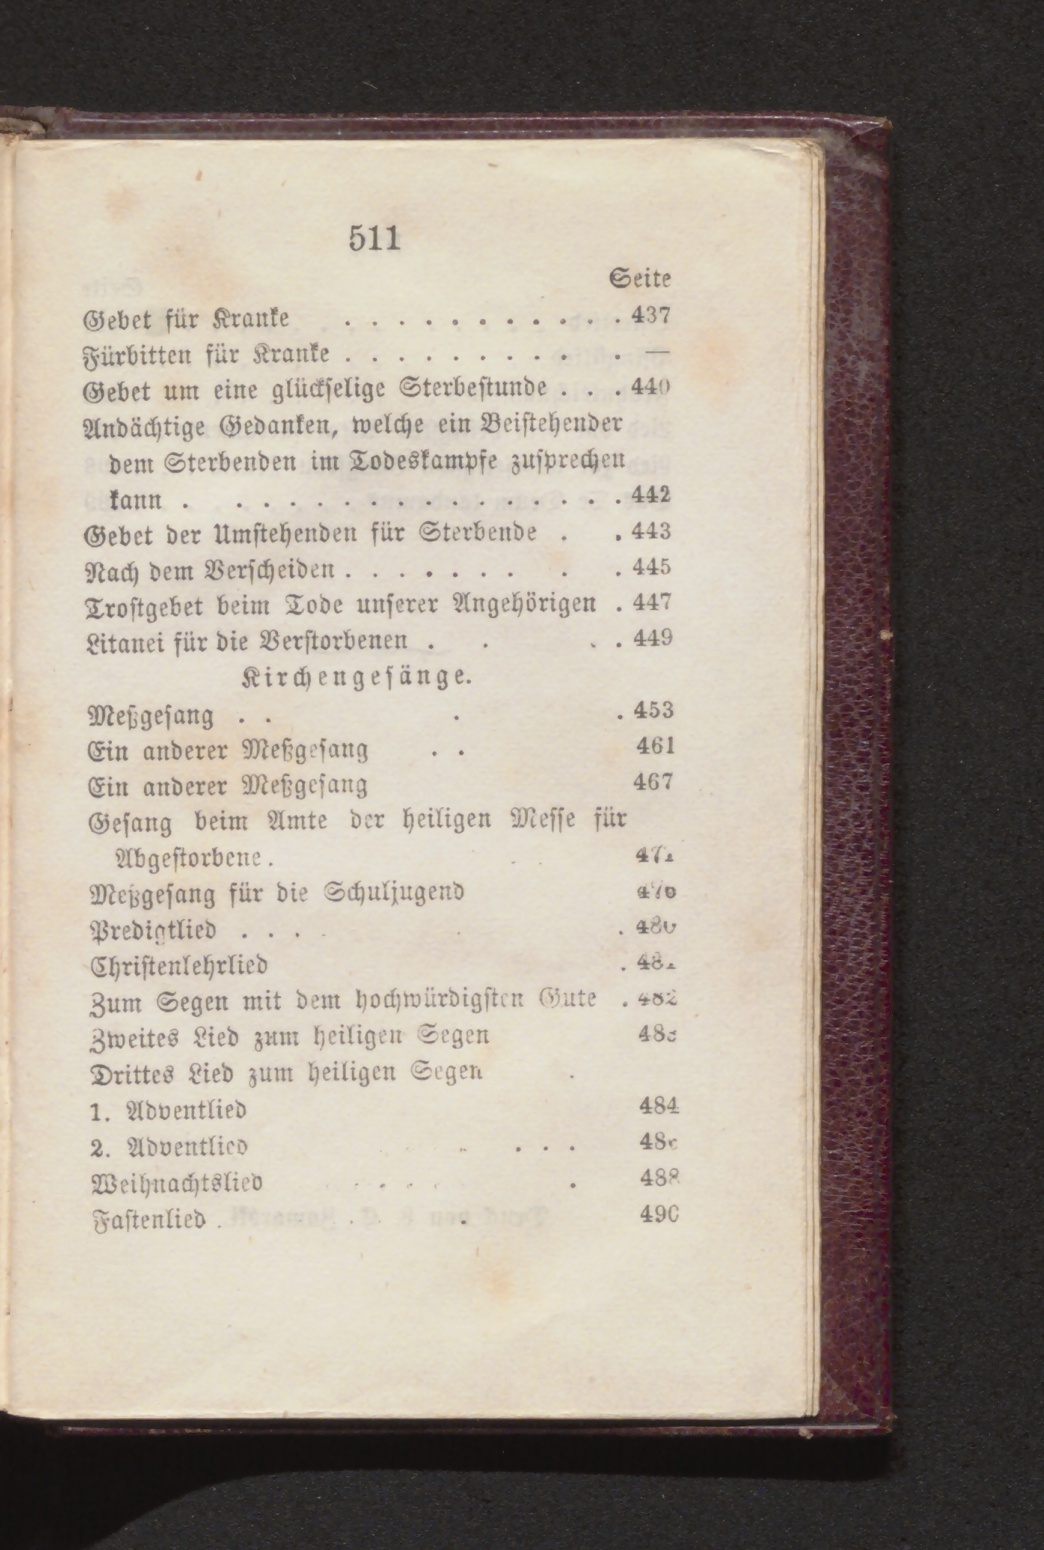 511
Seite
Gebet für Kranke . . . . . . . . . . . 437
Fürbitten für Kranke . . . . . . . . . . —
Gebet um eine glückselige Sterbestunde . . . 440
Andächtige Gedanken, welche ein Beistehender
dem Sterbenden im Todeskampfe zusprechen
kann . . . . . . . . . . . . . . . . 442
Gebet der Umstehenden für Sterbende . . 443
Nach dem Verscheiden . . . . . . . . . 445
Trostgebet beim Tode unserer Angehörigen . 447
Litanei für die Verstorbenen . . . . 449
Kirchengesänge.
Meßgesang . . . . 453
Ein anderer Meßgesang . . 461
Ein anderer Meßgesang 467
Gesang beim Amte der heiligen Messe für
Abgestorbene.
Meßgesang für die Schuljugend
Predigtlied . . . . 480
Christenlehrlied .
Zum Segen mit dem hochwürdigsten Gute . 482
Zweites Lied zum heiligen Segen
Drittes Lied zum heiligen Segen .
1. Adventlied 484
2. Adventlied . . .
Weihnachtslied . . . . . 488
Fastenlied . . . 490